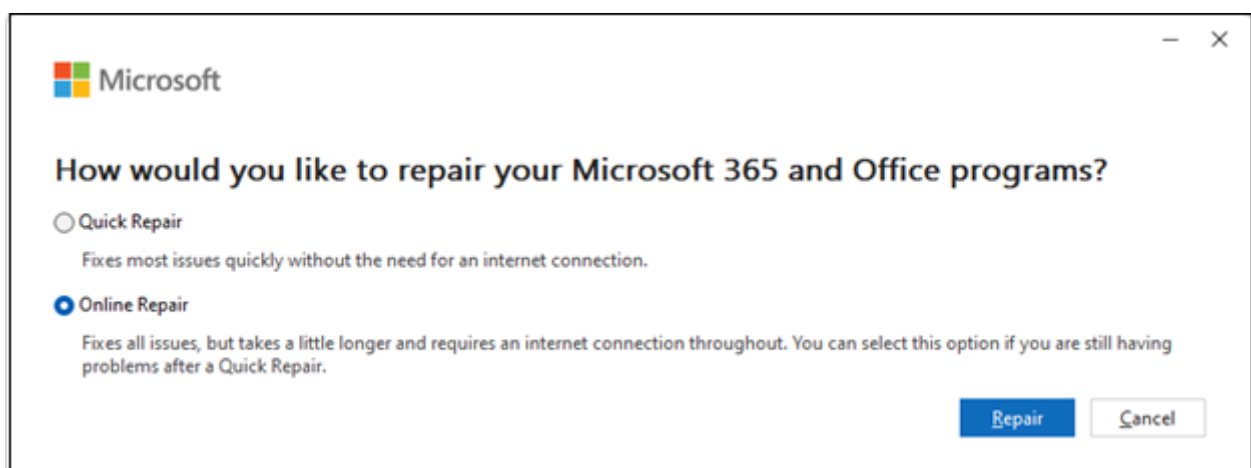 Microsoft
How would you like to repair your Microsoft 365 and Office programs?
Quick Repair
Fixes most issues quickly without the need for an internet connection.
Online Repair
Fixes all issues, but takes a little longer and requires an internet connection throughout. You can select this option if you are still having
problems after a Quick Repair.
Repair Cancel